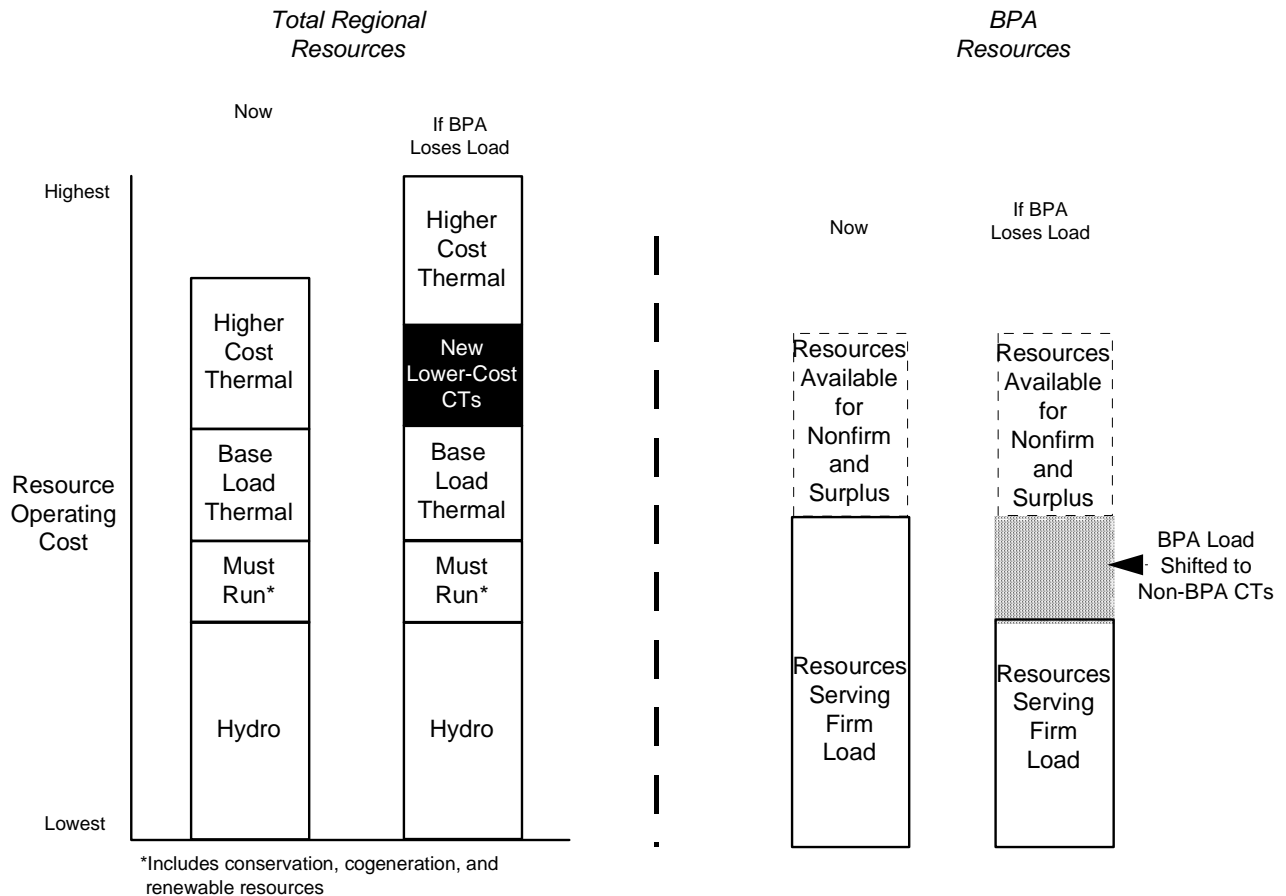 Total Regional
Resources
BPA
Resources
Now
If BPA
Loses Load
Now
If BPA
Loses Load
Highest
Resource
Operating
Cost
Lowest
Higher
Cost
Thermal
Base
Load
Thermal
Must
Run*
Hydro
Higher
Cost
Thermal
New
Lower-Cost
CTs
Base
Load
Thermal
Must
Run*
Hydro
Resources
Available
for
Nonfirm
and
Surplus
Resources
Serving
Firm
Load
Resources
Available
for
Nonfirm
and
Surplus
Resources
Serving
Firm
Load
BPA Load
Shifted to
Non-BPA CTs
*Includes conservation, cogeneration, and
renewable resources